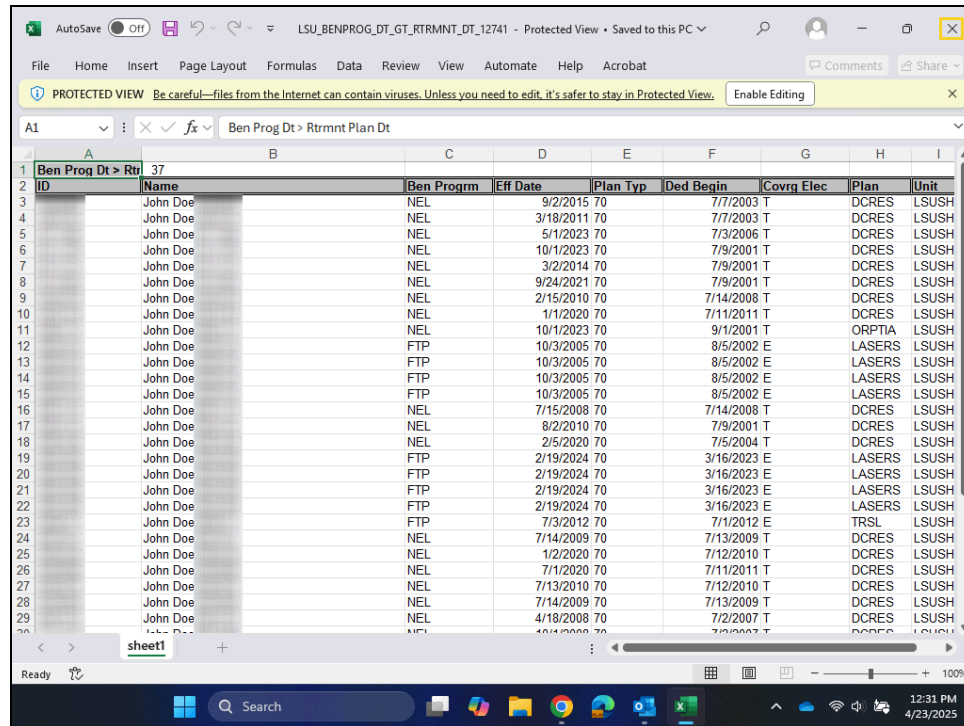 AutoSave Off LSU_BENPROG_DT_GT_RTRMNT_DT_12741 - Protected View • Saved to this PC
File Home Insert Page Layout Formulas Data Review View Automate Help Acrobat Comments Share
PROTECTED VIEW Be careful—files from the Internet can contain viruses. Unless you need to edit, it's safer to stay in Protected View. Enable Editing
A1 fx Ben Prog Dt > Rtrmnt Plan Dt
A B C D E F G H I
1 Ben Prog Dt > Rtr 37
2 ID Name Ben Progrm Eff Date Plan Typ Ded Begin Covrg Elec Plan Unit
3 John Doe NEL 9/2/2015 70 7/7/2003 T DCRES LSUSH
4 John Doe NEL 3/18/2011 70 7/7/2003 T DCRES LSUSH
5 John Doe NEL 5/1/2023 70 7/3/2006 T DCRES LSUSH
6 John Doe NEL 10/1/2023 70 7/9/2001 T DCRES LSUSH
7 John Doe NEL 3/2/2014 70 7/9/2001 T DCRES LSUSH
8 John Doe NEL 9/24/2021 70 7/9/2001 T DCRES LSUSH
9 John Doe NEL 2/15/2010 70 7/14/2008 T DCRES LSUSH
10 John Doe NEL 1/1/2020 70 7/11/2011 T DCRES LSUSH
11 John Doe NEL 10/1/2023 70 9/1/2001 T ORPTIA LSUSH
12 John Doe FTP 10/3/2005 70 8/5/2002 E LASERS LSUSH
13 John Doe FTP 10/3/2005 70 8/5/2002 E LASERS LSUSH
14 John Doe FTP 10/3/2005 70 8/5/2002 E LASERS LSUSH
15 John Doe FTP 10/3/2005 70 8/5/2002 E LASERS LSUSH
16 John Doe NEL 7/15/2008 70 7/14/2008 T DCRES LSUSH
17 John Doe NEL 8/2/2010 70 7/9/2001 T DCRES LSUSH
18 John Doe NEL 2/5/2020 70 7/5/2004 T DCRES LSUSH
19 John Doe FTP 2/19/2024 70 3/16/2023 E LASERS LSUSH
20 John Doe FTP 2/19/2024 70 3/16/2023 E LASERS LSUSH
21 John Doe FTP 2/19/2024 70 3/16/2023 E LASERS LSUSH
22 John Doe FTP 2/19/2024 70 3/16/2023 E LASERS LSUSH
23 John Doe FTP 7/3/2012 70 7/1/2012 E TRSL LSUSH
24 John Doe NEL 7/14/2009 70 7/13/2009 T DCRES LSUSH
25 John Doe NEL 1/2/2020 70 7/12/2010 T DCRES LSUSH
26 John Doe NEL 7/1/2020 70 7/11/2011 T DCRES LSUSH
27 John Doe NEL 7/13/2010 70 7/12/2010 T DCRES LSUSH
28 John Doe NEL 7/14/2009 70 7/13/2009 T DCRES LSUSH
29 John Doe NEL 4/18/2008 70 7/2/2007 T DCRES LSUSH
sheet1
Ready 100%
Search 12:31 PM
4/23/2025